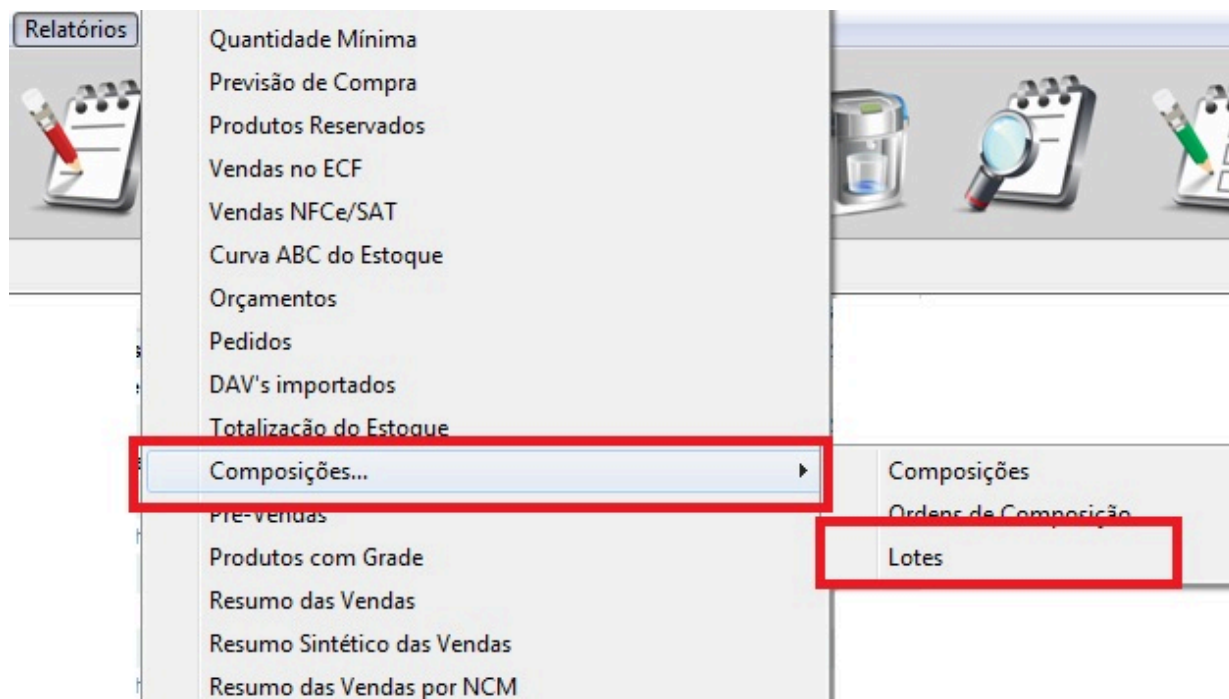 Relatórios
Quantidade Mínima
Previsão de Compra
Produtos Reservados
Vendas no ECF
Vendas NFCe/SAT
Curva ABC do Estoque
Orçamentos
Pedidos
DAV's importados
Totalização do Estoque
Composições...
Composições
Pré-Vendas
Ordens de Composição
Produtos com Grade
Lotes
Resumo das Vendas
Resumo Sintético das Vendas
Resumo das Vendas por NCM